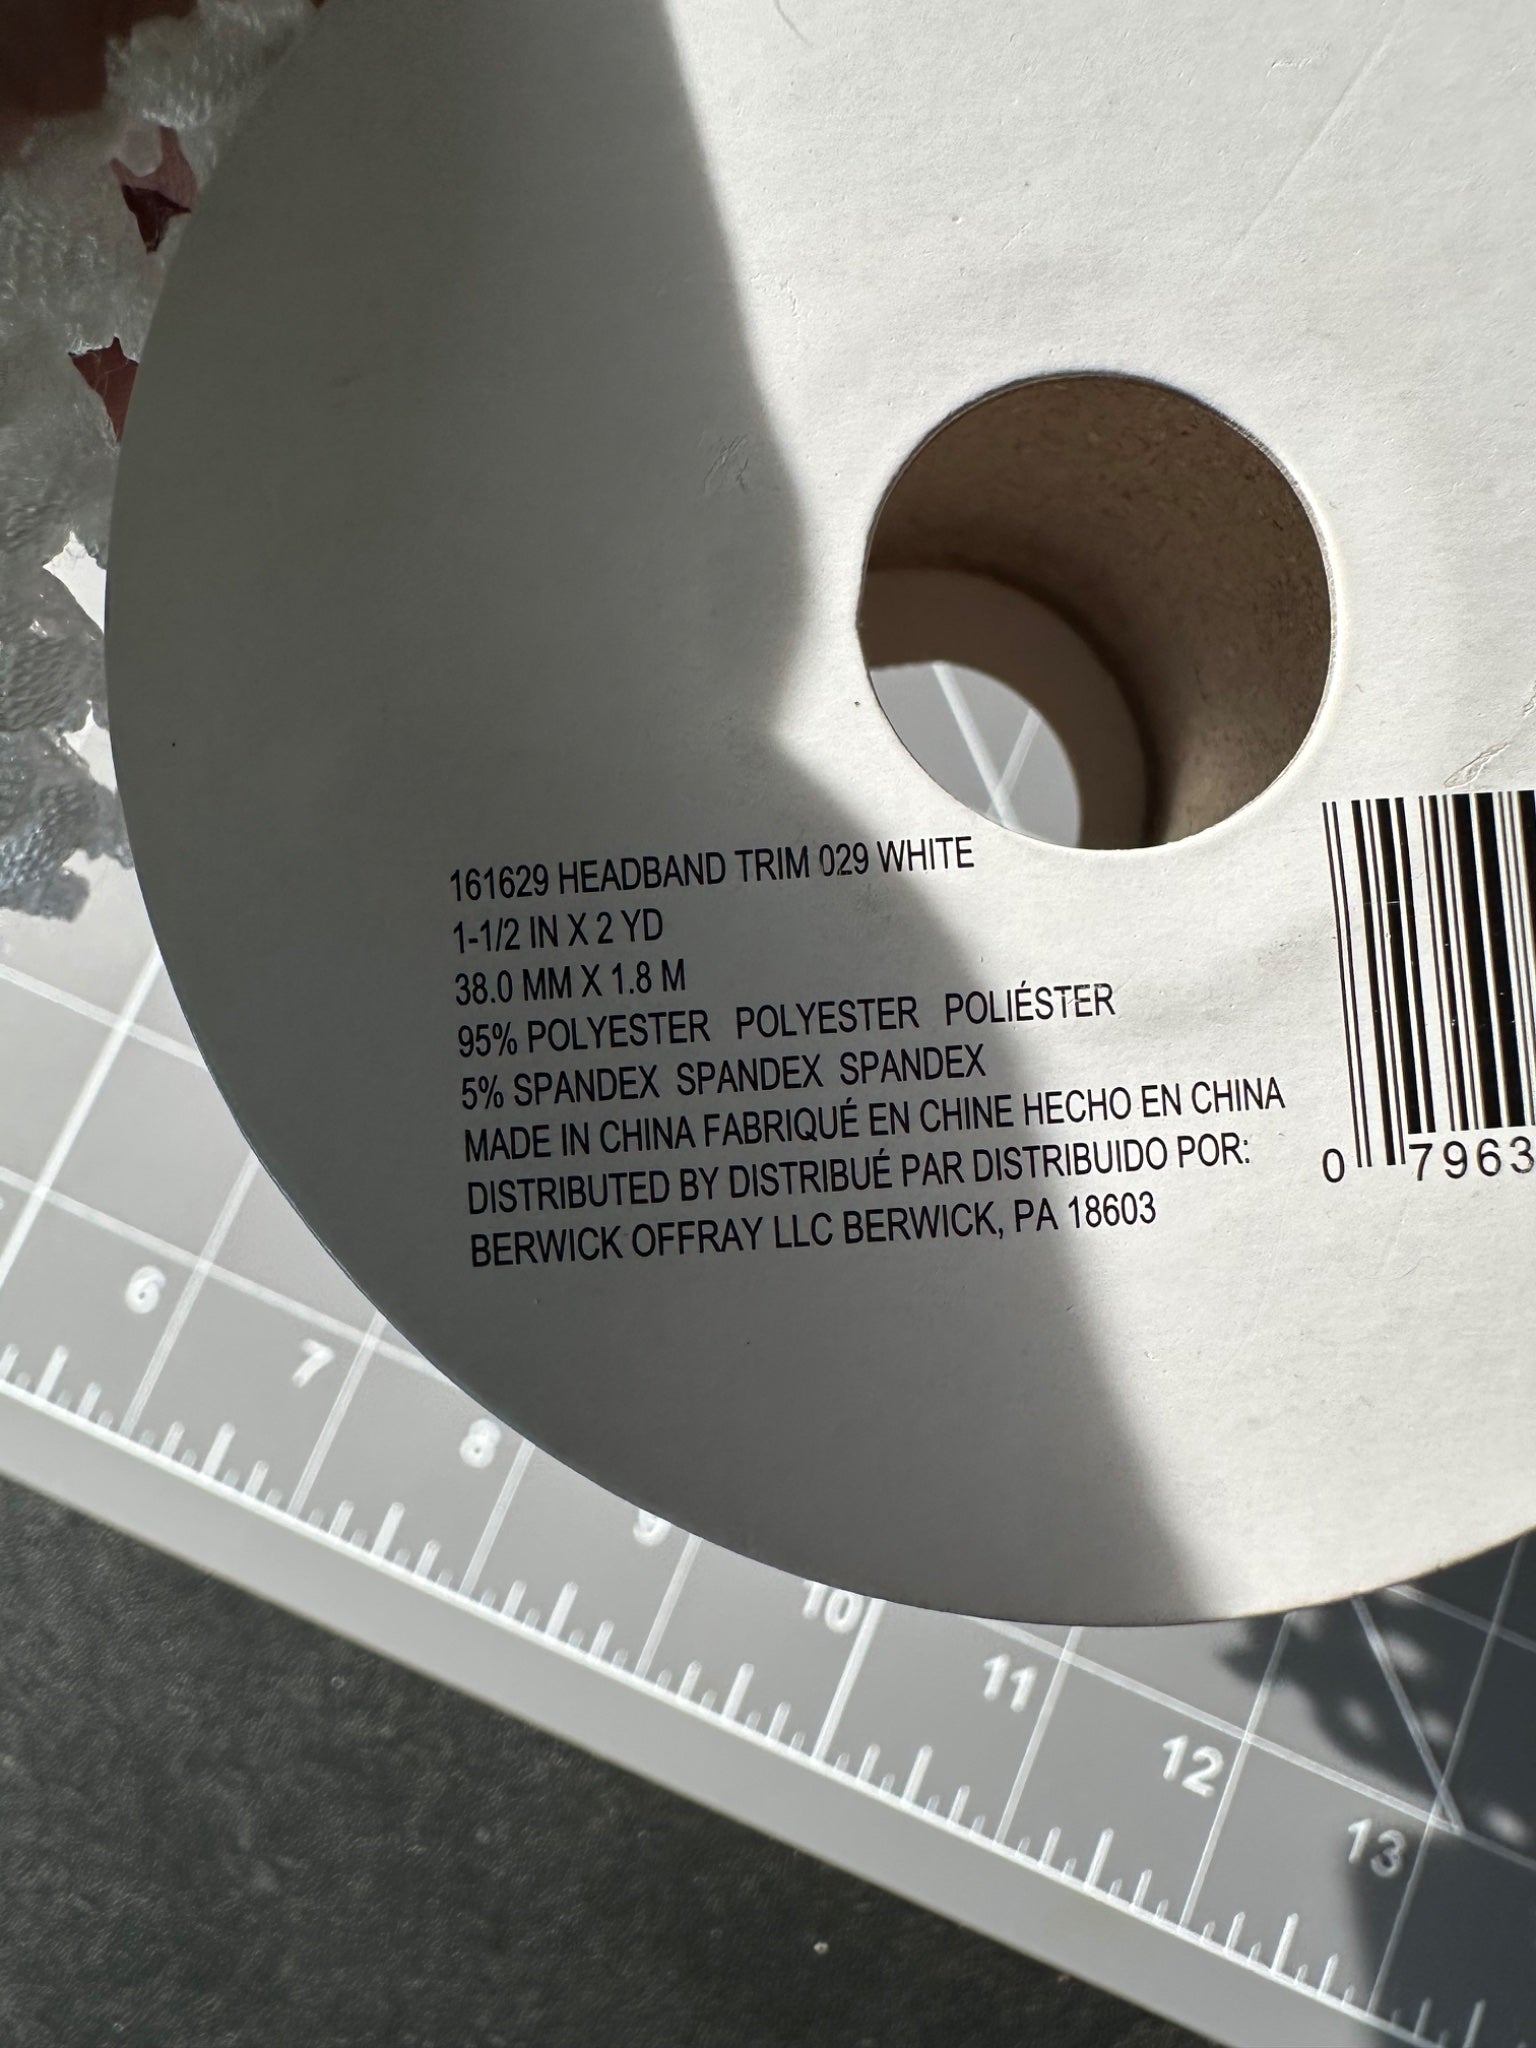 161629 HEADBAND TRIM 029 WHITE
1-1/2 IN X 2 YD
38.0 MM X 1.8 M
95% POLYESTER POLYESTER POLIÉSTER
5% SPANDEX SPANDEX SPANDEX
MADE IN CHINA FABRIQUÉ EN CHINE HECHO EN CHINA
DISTRIBUTED BY DISTRIBUÉ PAR DISTRIBUIDO POR:
BERWICK OFFRAY LLC BERWICK, PA 18603
0 7963
6
7
8
9
10
11
12
13